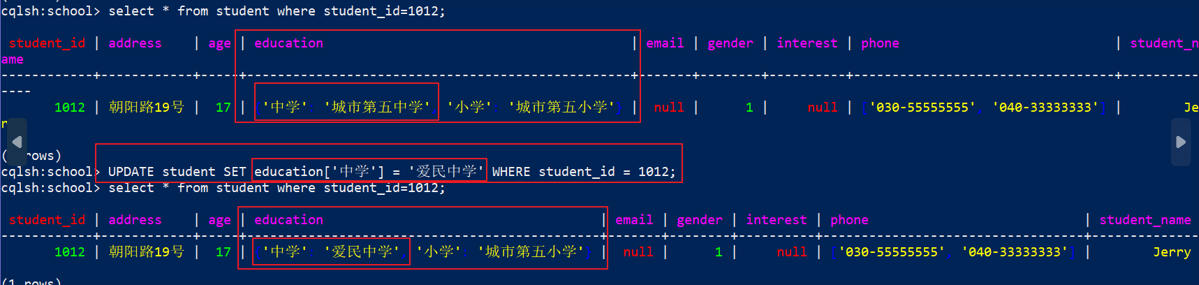 cqlsh:school> select * from student where student_id=1012;
student_id | address | age | education | email | gender | interest | phone | student_n
ame
------------+-----------+-----+--------------------------------------------------+-------+--------+----------+--------------------------------+-----------
----
1012 | 朝阳路19号 | 17 | {'中学': '城市第五中学', '小学': '城市第五小学'} | null | 1 | null | ['030-55555555', '040-33333333'] | Je
rows)
cqlsh:school> UPDATE student SET education['中学'] = '爱民中学' WHERE student_id = 1012;
cqlsh:school> select * from student where student_id=1012;
student_id | address | age | education | email | gender | interest | phone | student_name
------------+-----------+-----+----------------------------------------------+-------+--------+----------+--------------------------------+--------------
1012 | 朝阳路19号 | 17 | {'中学': '爱民中学', '小学': '城市第五小学'} | null | 1 | null | ['030-55555555', '040-33333333'] | Jerry
(1 rows)